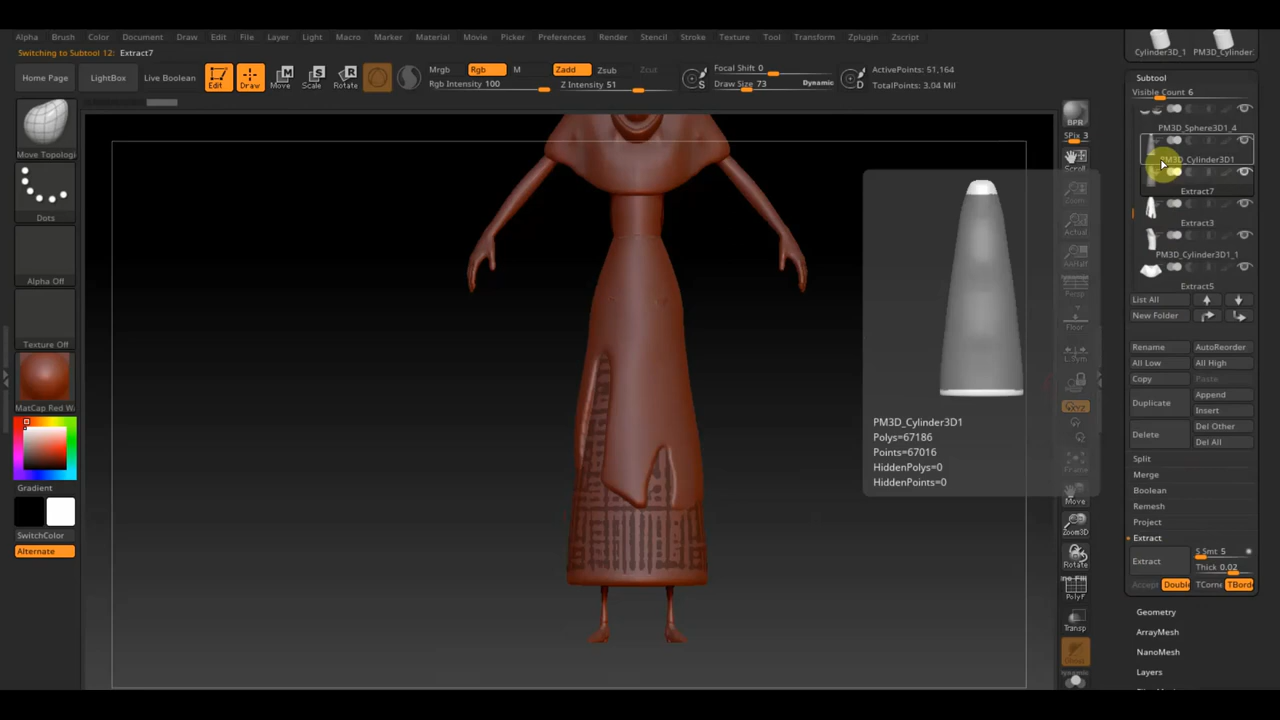 Alpha Brush Color Document Draw Edit File Layer Light Macro Marker Material Movie Picker Preferences Render Stencil Stroke Texture Tool Transform Zplugin Zscript
Cylinder3D_1 PM3D_Cylinder.
Switching to Subtool 12: Extract7
Home Page LightBox Live Boolean Edit Draw Move Scale Rotate
Mrgb Rgb M Zadd Zsub Zcut
Rgb Intensity 100 Z Intensity 51
S Focal Shift 0
Draw Size 73 Dynamic D
ActivePoints: 51,164
TotalPoints: 3.04 Mil
Move Topologi
Dots
Alpha Off
Texture Off
MatCap Red W
Gradient
SwitchColor
Alternate
PM3D_Cylinder3D1
Polys=67186
Points=67016
HiddenPolys=0
HiddenPoints=0
BPR
SPix 3
Scroll
Zoom
Actual
AAHalf
Persp
Floor
L.Sym
Frame
Move
Zoom3D
Rotate
PolyF
Transp
Subtool
Visible Count 6
PM3D_Sphere3D1_4
PM3D_Cylinder3D1
Extract7
Extract3
PM3D_Cylinder3D1_1
Extract5
List All
New Folder
Rename AutoReorder
All Low All High
Copy Paste
Duplicate Append
Insert
Delete Del Other
Del All
Split
Merge
Boolean
Remesh
Project
Extract
Extract S Smt 5
Thick 0.02
Accept Double TCorne TBord
Geometry
ArrayMesh
NanoMesh
Layers